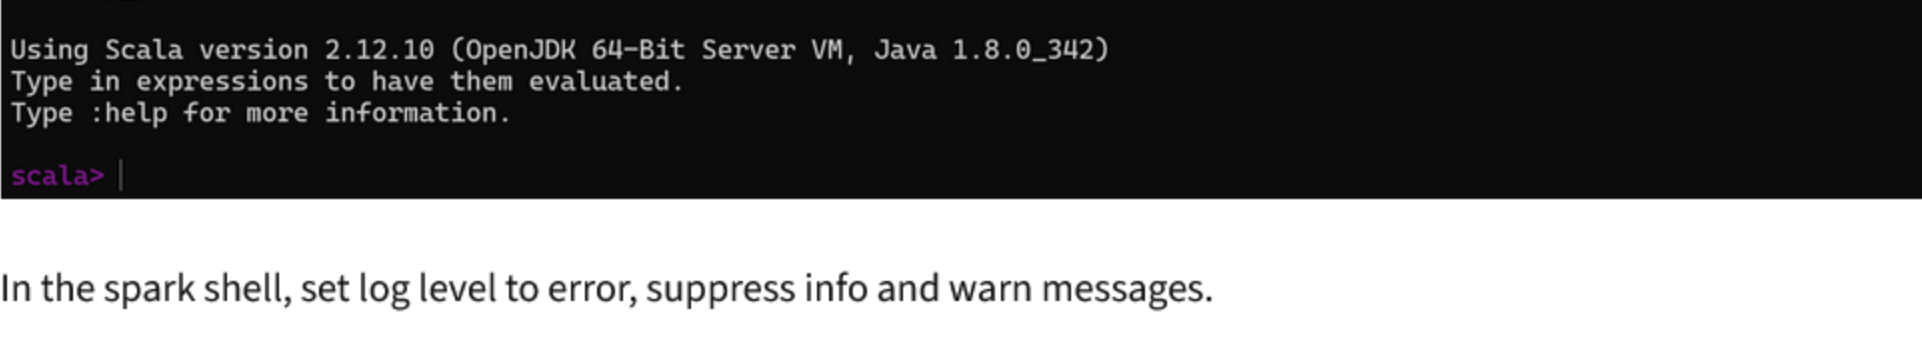 Using Scala version 2.12.10 (OpenJDK 64-Bit Server VM, Java 1.8.0_342)
Type in expressions to have them evaluated.
Type :help for more information.
scala>
In the spark shell, set log level to error, suppress info and warn messages.